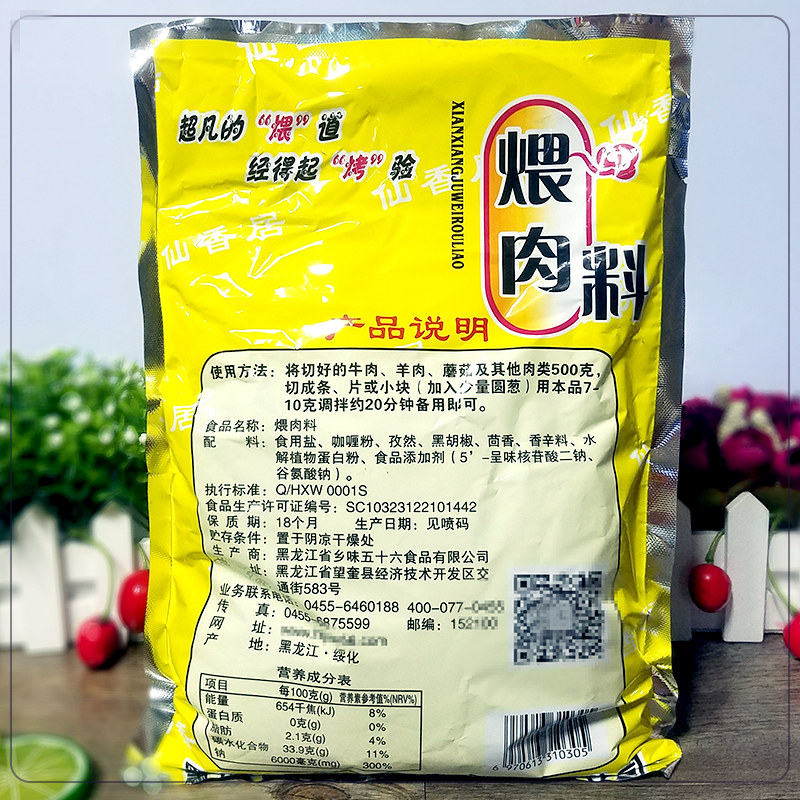 超凡的“煨”道
经得起“烤”验
XIANXIANGJUWEIROULIAO
煨肉料
仙香居
产品说明
使用方法：将切好的牛肉、羊肉、蘑菇及其他肉类500克，
切成条、片或小块（加入少量圆葱）用本品7-
10克调拌约20分钟备用即可。
食品名称：煨肉料
配 料：食用盐、咖喱粉、孜然、黑胡椒、茴香、香辛料、水
解植物蛋白粉、食品添加剂（5’-呈味核苷酸二钠、
谷氨酸钠）。
执行标准：Q/HXW 0001S
食品生产许可证编号：SC10323122101442
保 质 期：18个月 生产日期：见喷码
贮存条件：置于阴凉干燥处
生 产 商：黑龙江省乡味五十六食品有限公司
址：黑龙江省望奎县经济技术开发区交
通街583号
业务联系电话：0455-6460188 400-077-0455
传 真：0455-6875599 邮编：152100
网 址：
产 地：黑龙江·绥化
营养成分表
项目 每100克(g) 营养素参考值%(NRV%)
能量 654千焦(kJ) 8%
蛋白质 0克(g) 0%
脂肪 2.1克(g) 4%
碳水化合物 33.9克(g) 11%
钠 6000毫克(mg) 300%
6 970613 310305